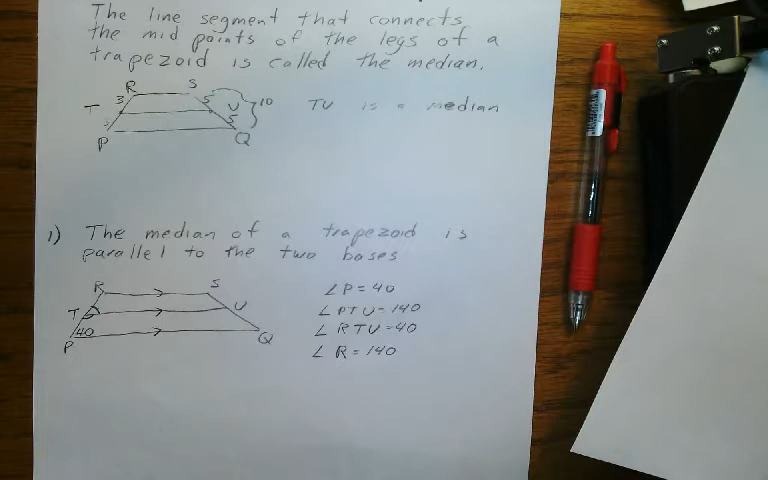 The line segment that connects
the mid points of the legs of a
trapezoid is called the median.
R S
3 5 10
T U TU is a median
5
P Q
1) The median of a trapezoid is
parallel to the two bases
R S ∠P = 40
T U ∠PTU = 140
40 ∠RTU = 40
P Q ∠R = 140